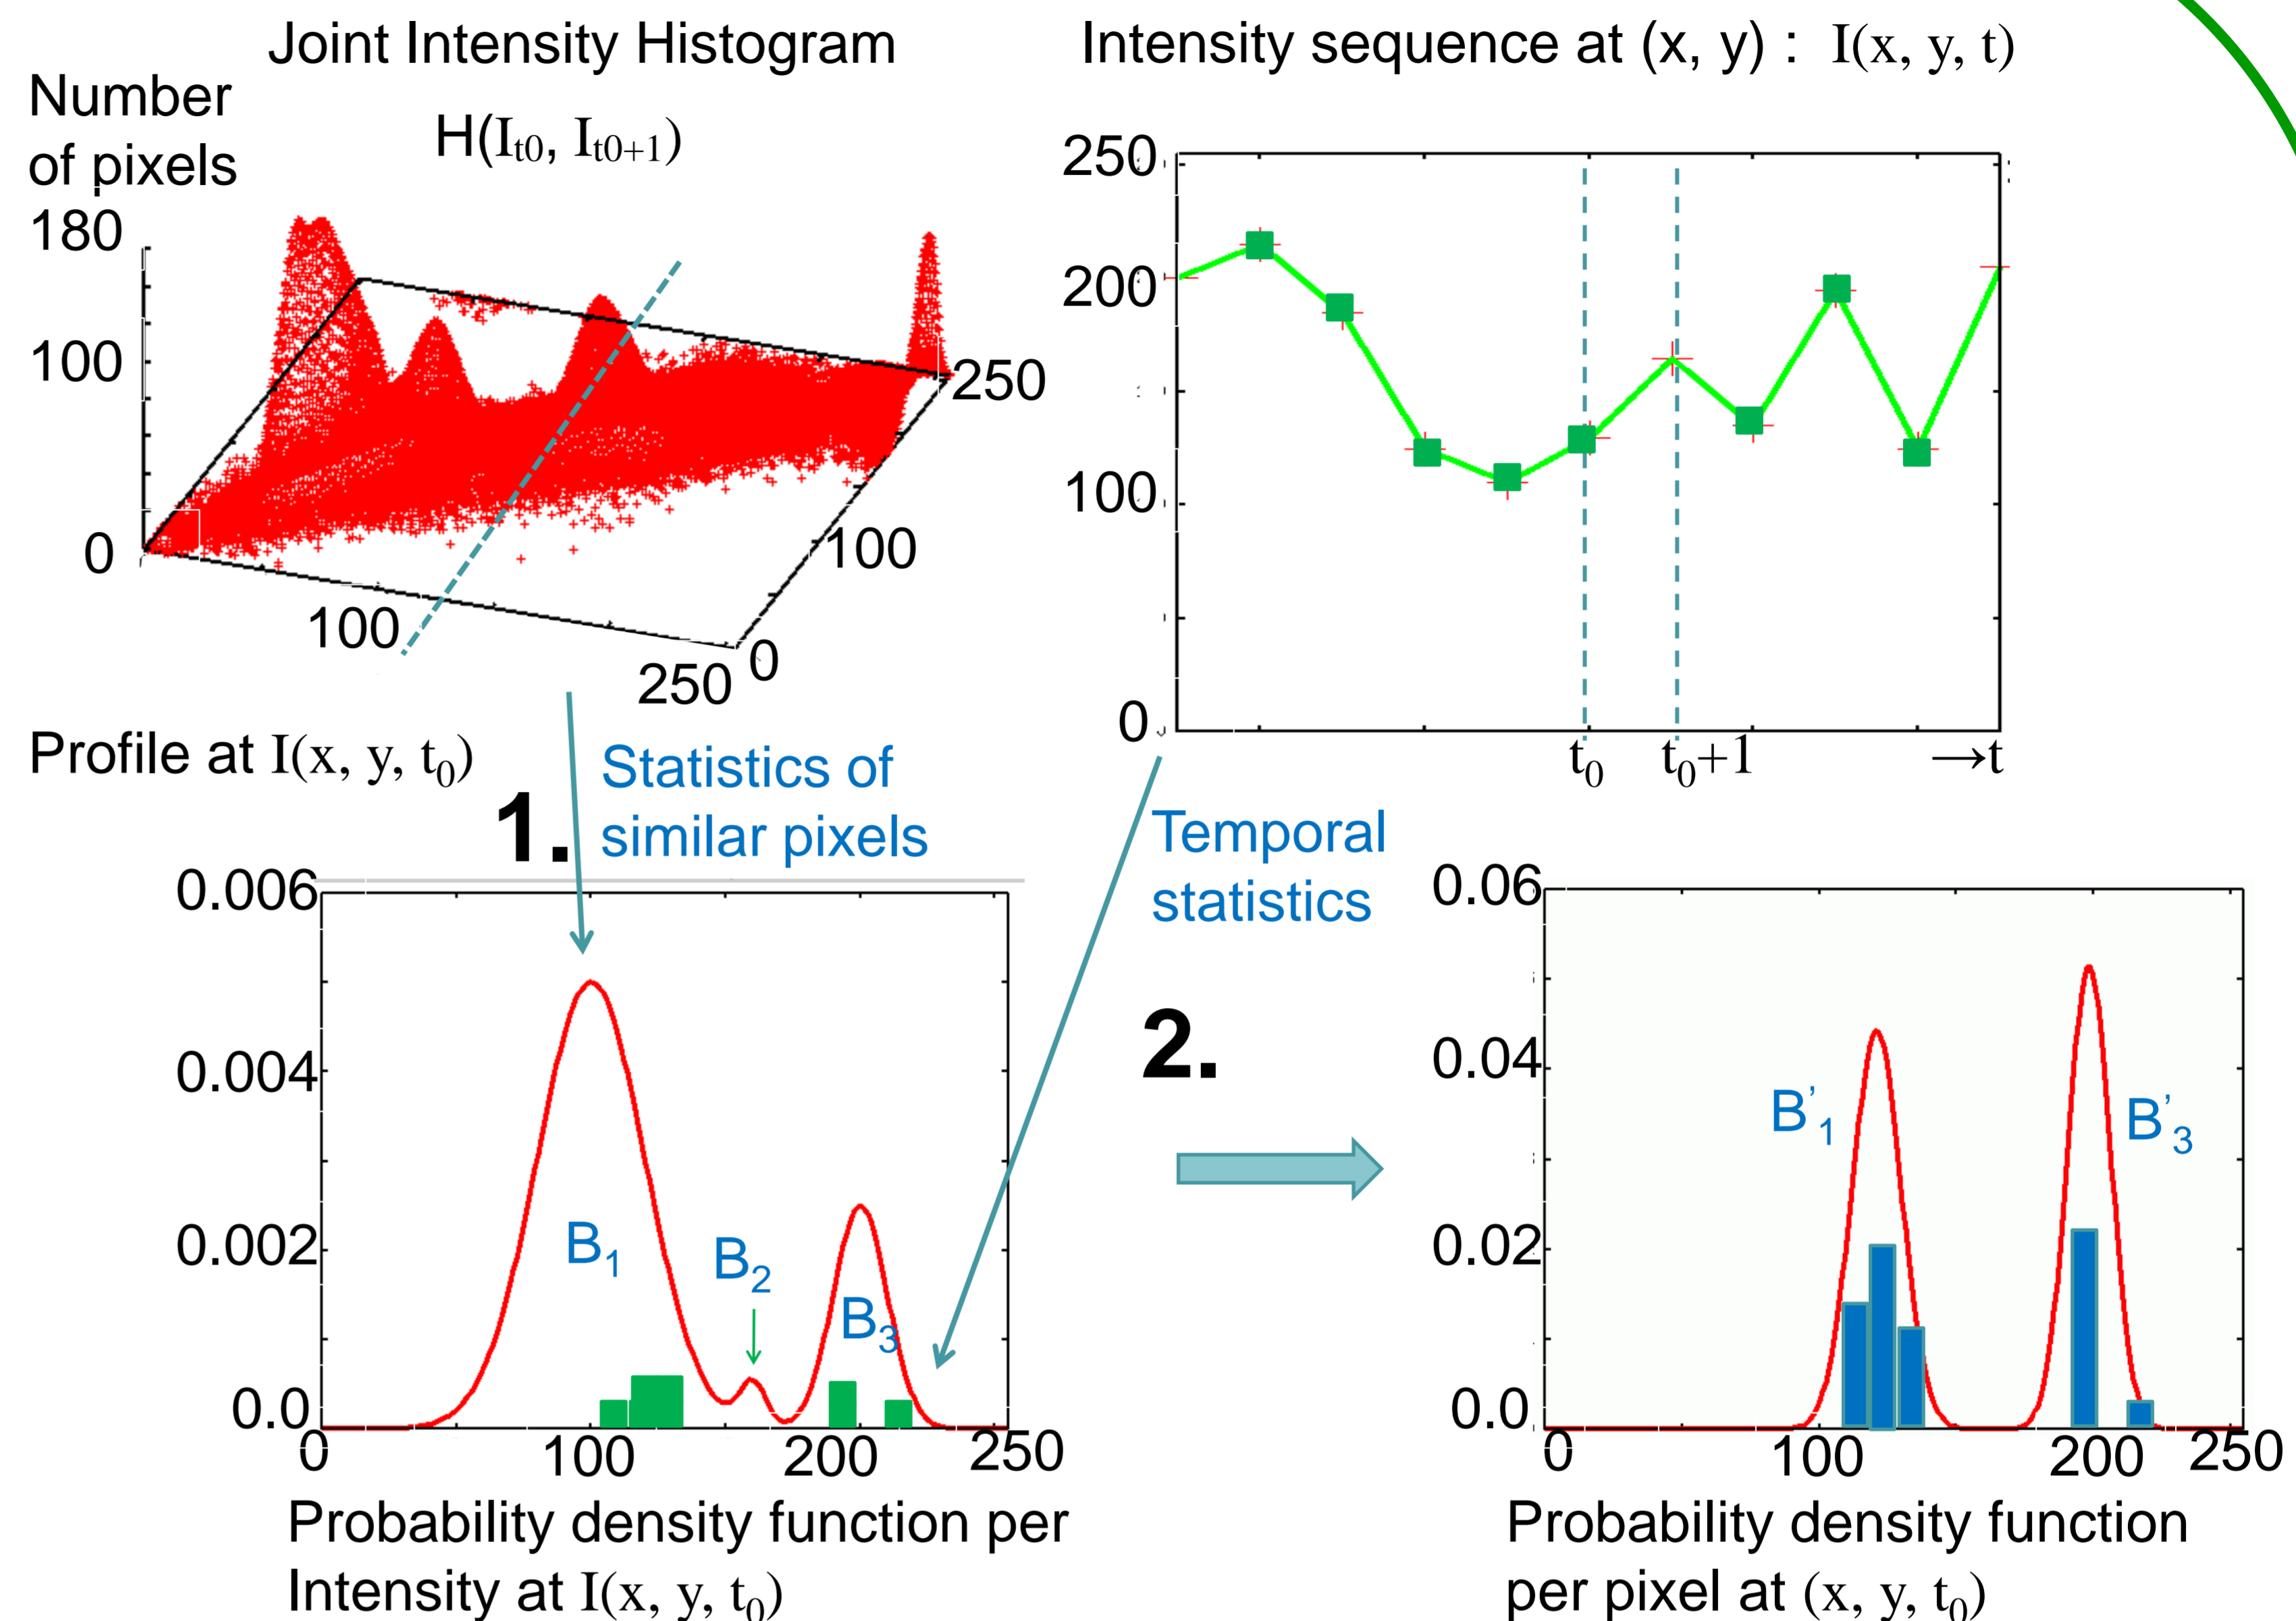 Joint Intensity Histogram
Number
of pixels
H(I_t0, I_t0+1)
180
100
0
100
250
0
100
250
Intensity sequence at (x, y) : I(x, y, t)
250
200
100
0
t₀
t₀+1
→t
Profile at I(x, y, t₀)
1.
Statistics of
similar pixels
Temporal
statistics
2.
0.006
0.004
0.002
0.0
0
100
200
250
B₁
B₂
B₃
Probability density function per
Intensity at I(x, y, t₀)
0.06
0.04
0.02
0.0
0
100
200
250
B'₁
B'₃
Probability density function
per pixel at (x, y, t₀)